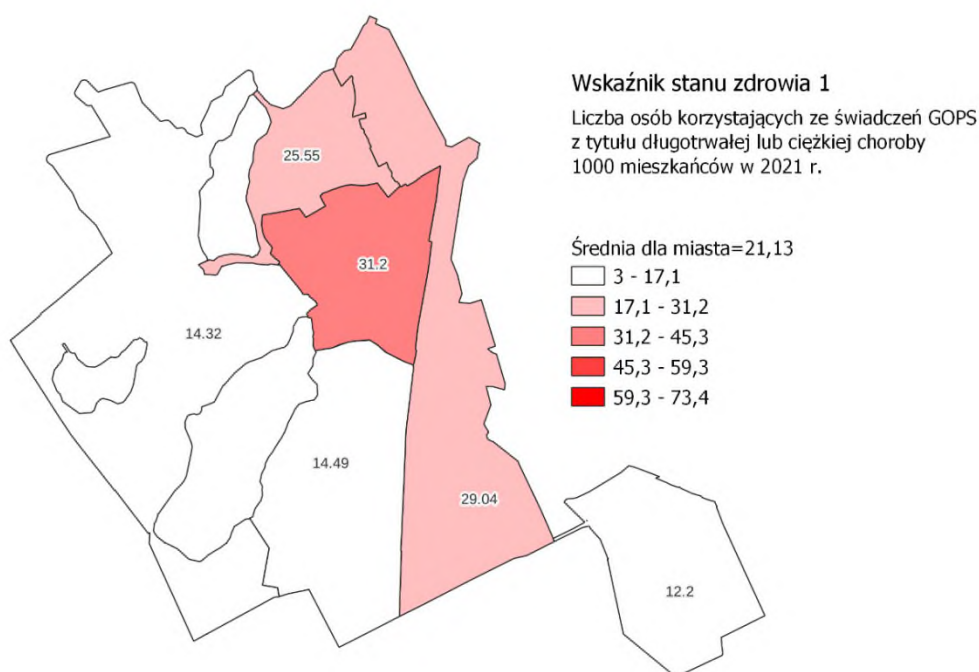 Wskaźnik stanu zdrowia 1
Liczba osób korzystających ze świadczeń GOPS
z tytułu długotrwałej lub ciężkiej choroby
1000 mieszkańców w 2021 r.
Średnia dla miasta=21,13
3 - 17,1
17,1 - 31,2
31,2 - 45,3
45,3 - 59,3
59,3 - 73,4
25.55
31.2
14.32
14.49
29.04
12.2